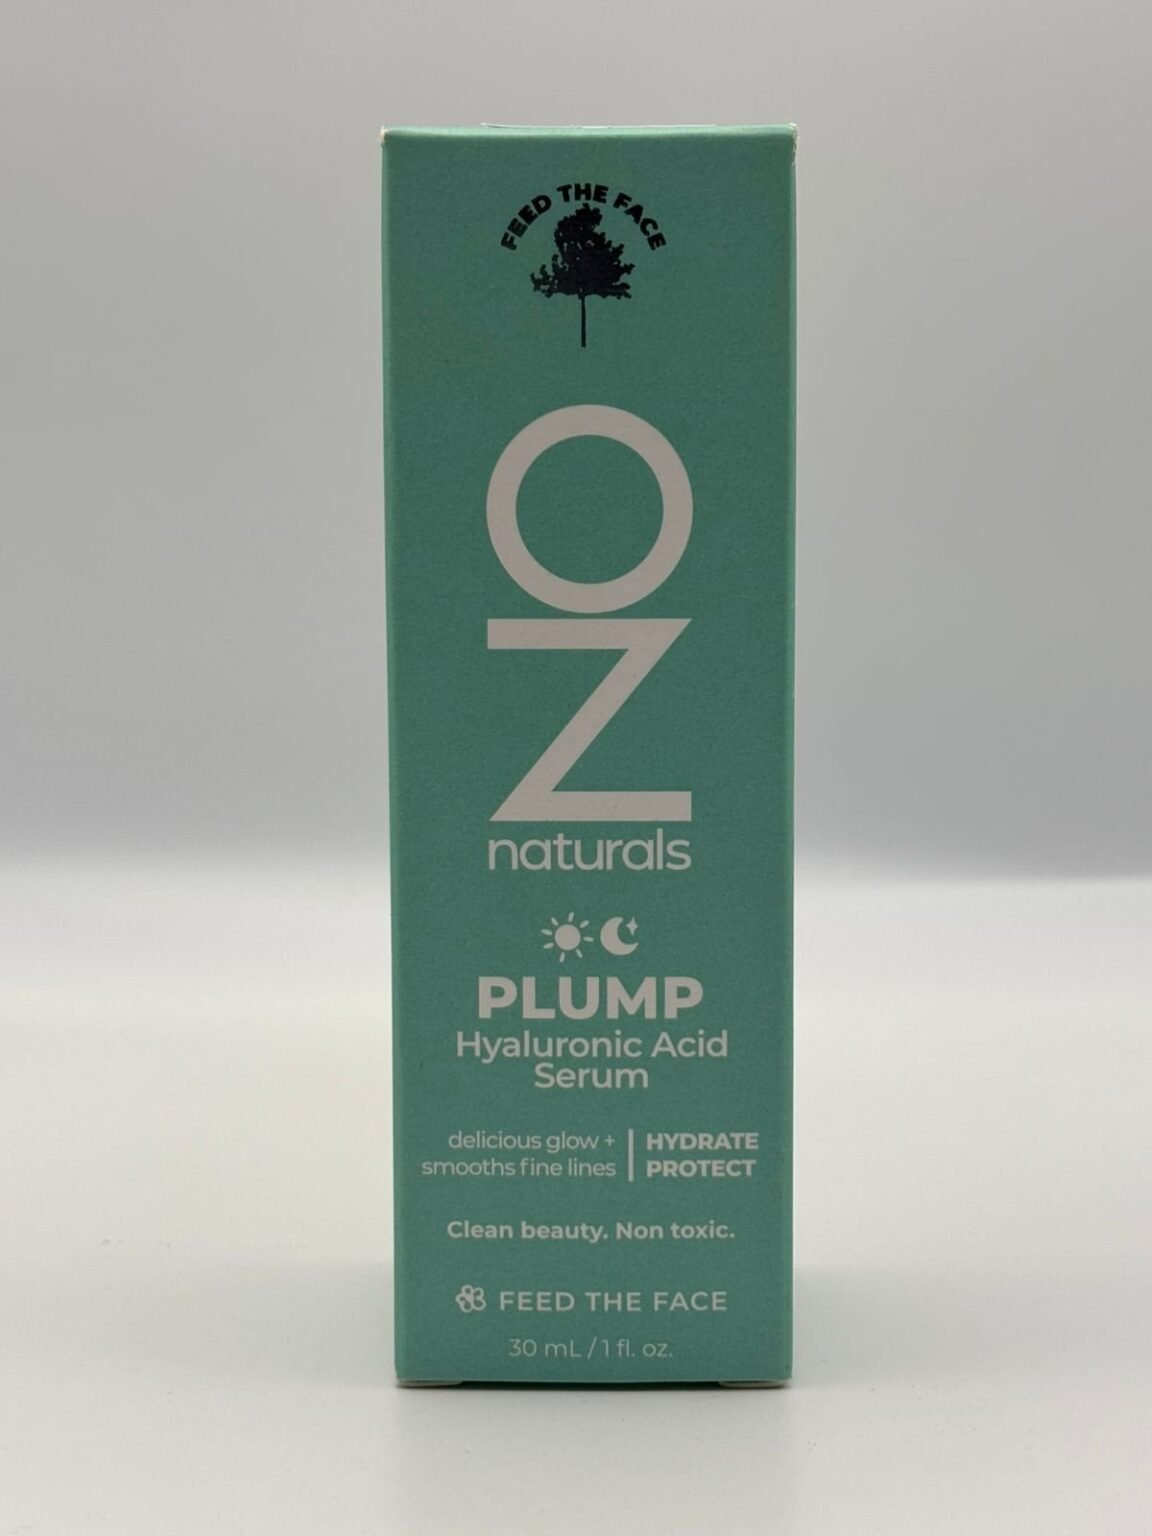 FEED THE FACE
OZ
naturals
PLUMP
Hyaluronic Acid
Serum
delicious glow +
smooths fine lines
HYDRATE
PROTECT
Clean beauty. Non toxic.
FEED THE FACE
30 mL / 1 fl. oz.